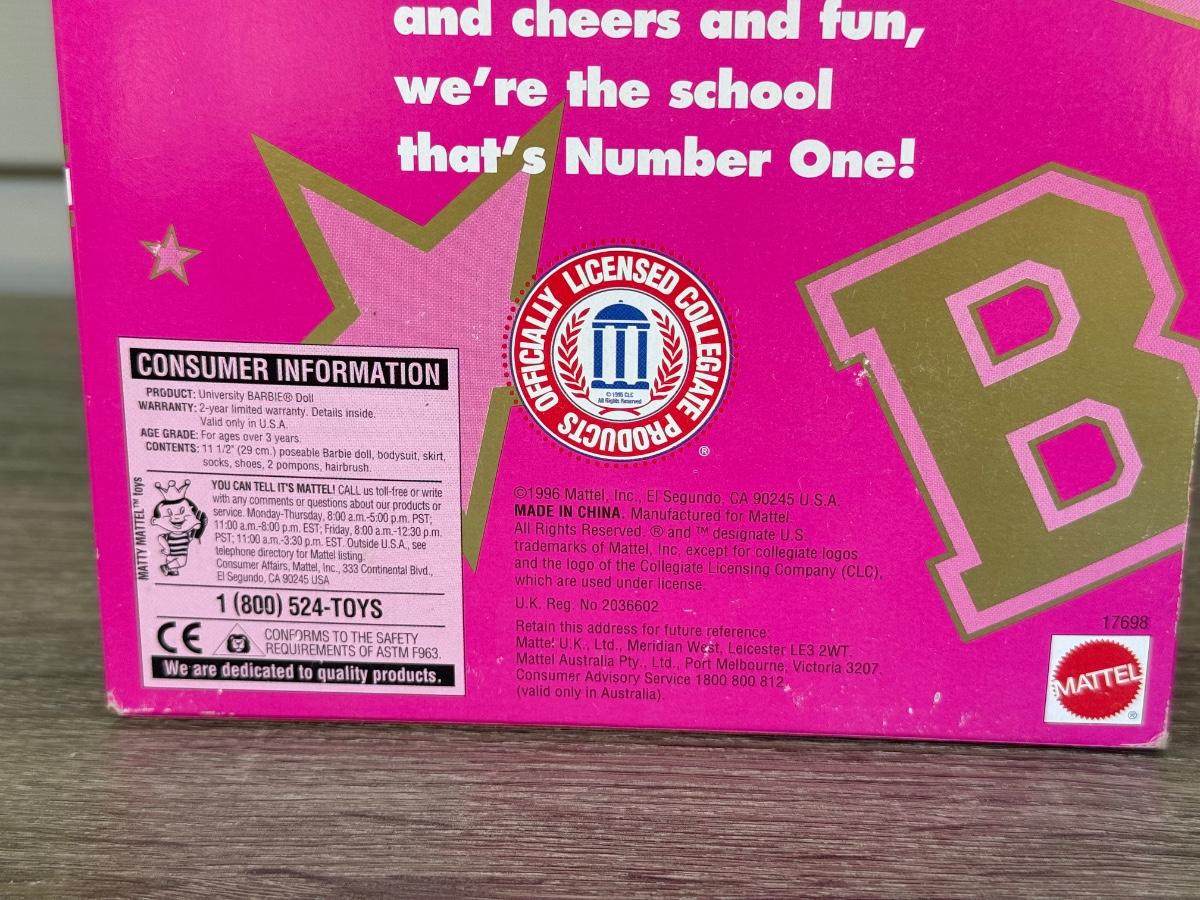 and cheers and fun,
we're the school
that's Number One!
OFFICIALLY LICENSED COLLEGIATE PRODUCTS
© 1995 CLC
All Rights Reserved
®
CONSUMER INFORMATION
PRODUCT: University BARBIE® Doll
WARRANTY: 2-year limited warranty. Details inside.
Valid only in U.S.A.
AGE GRADE: For ages over 3 years.
CONTENTS: 11 1/2" (29 cm.) poseable Barbie doll, bodysuit, skirt,
socks, shoes, 2 pompons, hairbrush.
MATTY MATTEL™ toys
YOU CAN TELL IT'S MATTEL! CALL us toll-free or write
with any comments or questions about our products or
service. Monday-Thursday, 8:00 a.m.-5:00 p.m. PST;
11:00 a.m.-8:00 p.m. EST; Friday, 8:00 a.m.-12:30 p.m.
PST; 11:00 a.m.-3:30 p.m. EST. Outside U.S.A., see
telephone directory for Mattel listing.
Consumer Affairs, Mattel, Inc., 333 Continental Blvd.,
El Segundo, CA 90245 USA
1 (800) 524-TOYS
CE
CONFORMS TO THE SAFETY
REQUIREMENTS OF ASTM F963.
We are dedicated to quality products.
©1996 Mattel, Inc., El Segundo, CA 90245 U.S.A.
MADE IN CHINA. Manufactured for Mattel.
All Rights Reserved. ® and ™ designate U.S.
trademarks of Mattel, Inc, except for collegiate logos
and the logo of the Collegiate Licensing Company (CLC),
which are used under license.
U.K. Reg. No 2036602
Retain this address for future reference:
Mattel U.K., Ltd., Meridian West, Leicester LE3 2WT.
Mattel Australia Pty., Ltd., Port Melbourne, Victoria 3207.
Consumer Advisory Service 1800 800 812
(valid only in Australia).
B
17698
MATTEL
®